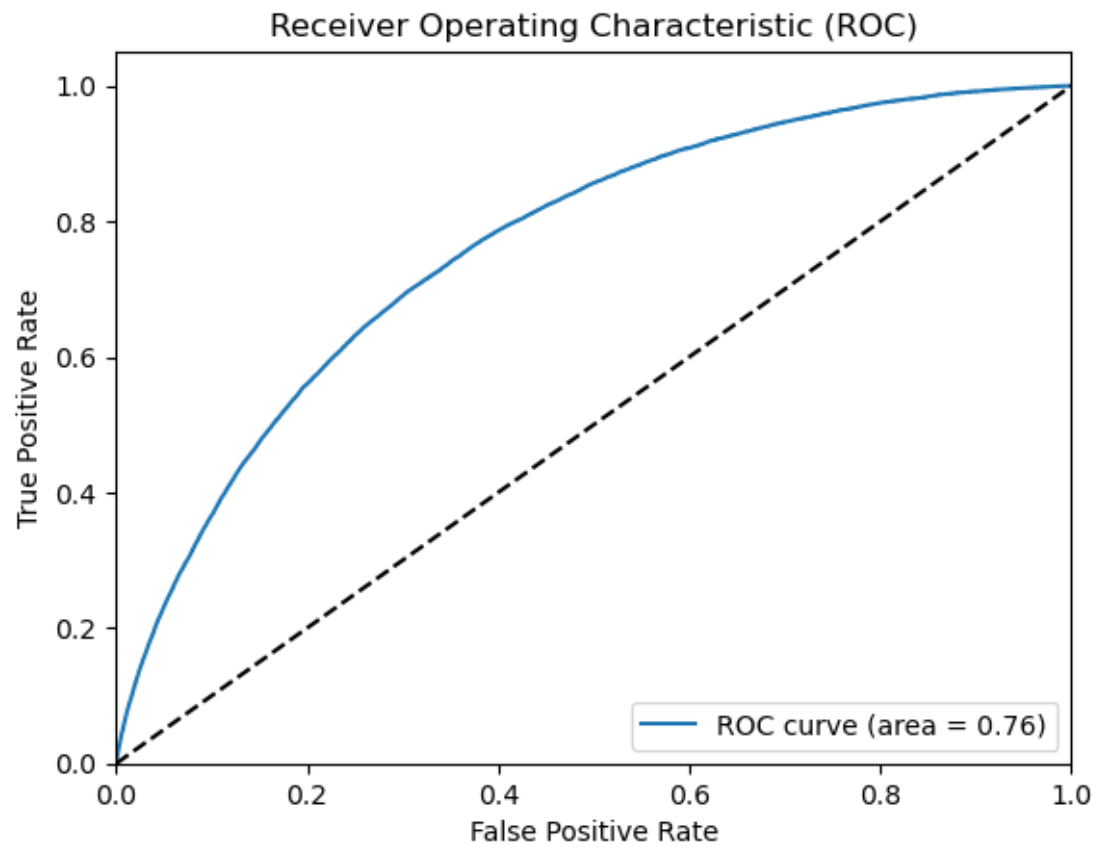 Receiver Operating Characteristic (ROC)
True Positive Rate
1.0
0.8
0.6
0.4
0.2
0.0
ROC curve (area = 0.76)
0.0 0.2 0.4 0.6 0.8 1.0
False Positive Rate